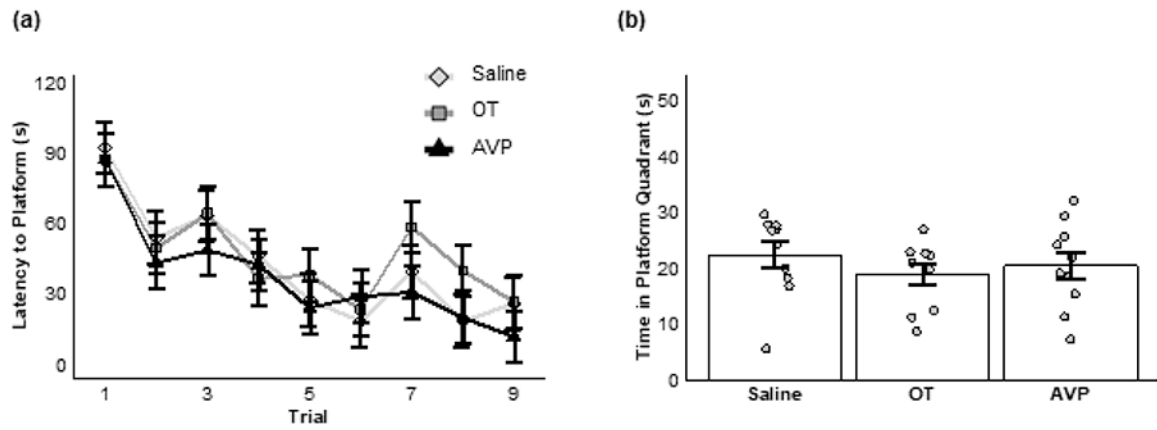 (a)
Latency to Platform (s)
120
90
60
30
0
1 3 5 7 9
Trial
Saline
OT
AVP
(b)
Time in Platform Quadrant (s)
50
40
30
20
10
0
Saline OT AVP